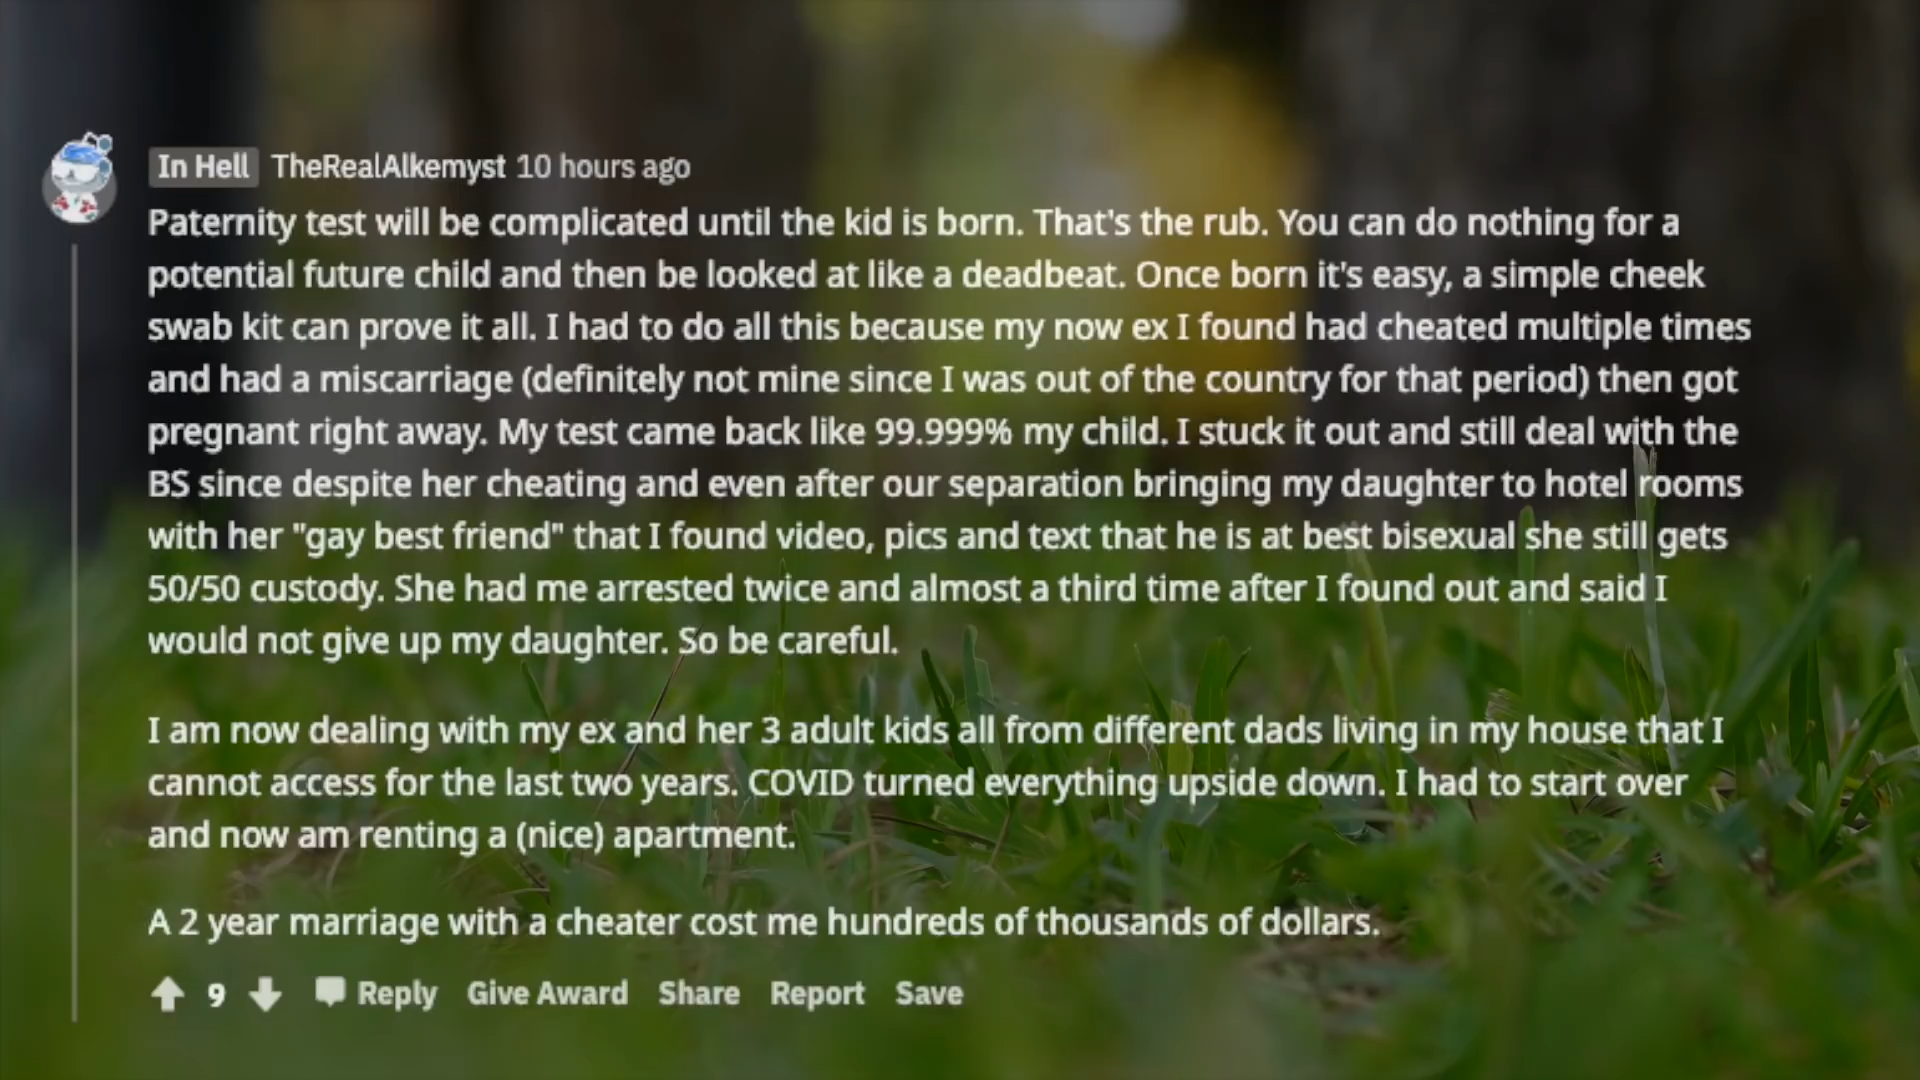 In Hell TheRealAlkemyst 10 hours ago
Paternity test will be complicated until the kid is born. That's the rub. You can do nothing for a
potential future child and then be looked at like a deadbeat. Once born it's easy, a simple cheek
swab kit can prove it all. I had to do all this because my now ex I found had cheated multiple times
and had a miscarriage (definitely not mine since I was out of the country for that period) then got
pregnant right away. My test came back like 99.999% my child. I stuck it out and still deal with the
BS since despite her cheating and even after our separation bringing my daughter to hotel rooms
with her "gay best friend" that I found video, pics and text that he is at best bisexual she still gets
50/50 custody. She had me arrested twice and almost a third time after I found out and said I
would not give up my daughter. So be careful.
I am now dealing with my ex and her 3 adult kids all from different dads living in my house that I
cannot access for the last two years. COVID turned everything upside down. I had to start over
and now am renting a (nice) apartment.
A 2 year marriage with a cheater cost me hundreds of thousands of dollars.
9 Reply Give Award Share Report Save